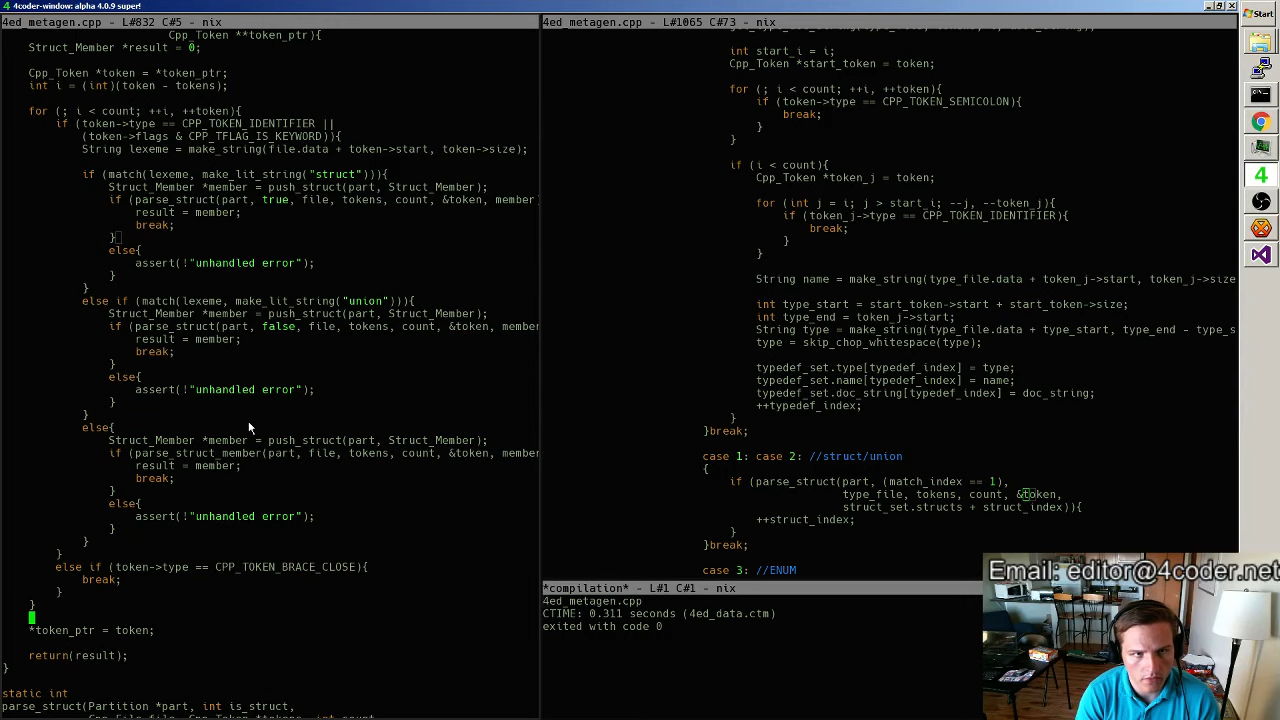 4coder-window: alpha 4.0.9 super!
Start
4ed_metagen.cpp - L#832 C#5 - nix
Cpp_Token **token_ptr){
Struct_Member *result = 0;
Cpp_Token *token = *token_ptr;
int i = (int)(token - tokens);
for (; i < count; ++i, ++token){
if (token->type == CPP_TOKEN_IDENTIFIER ||
(token->flags & CPP_TFLAG_IS_KEYWORD)){
String lexeme = make_string(file.data + token->start, token->size);
if (match(lexeme, make_lit_string("struct"))){
Struct_Member *member = push_struct(part, Struct_Member);
if (parse_struct(part, true, file, tokens, count, &token, member
result = member;
break;
}
else{
assert(!"unhandled error");
}
}
else if (match(lexeme, make_lit_string("union"))){
Struct_Member *member = push_struct(part, Struct_Member);
if (parse_struct(part, false, file, tokens, count, &token, membe
result = member;
break;
}
else{
assert(!"unhandled error");
}
}
else{
Struct_Member *member = push_struct(part, Struct_Member);
if (parse_struct_member(part, file, tokens, count, &token, membe
result = member;
break;
}
else{
assert(!"unhandled error");
}
}
}
else if (token->type == CPP_TOKEN_BRACE_CLOSE){
break;
}
}
*token_ptr = token;
return(result);
}
static int
parse_struct(Partition *part, int is_struct,
4ed_metagen.cpp - L#1065 C#73 - nix
int start_i = i;
Cpp_Token *start_token = token;
for (; i < count; ++i, ++token){
if (token->type == CPP_TOKEN_SEMICOLON){
break;
}
}
if (i < count){
Cpp_Token *token_j = token;
for (int j = i; j > start_i; --j, --token_j){
if (token_j->type == CPP_TOKEN_IDENTIFIER){
break;
}
}
String name = make_string(type_file.data + token_j->start, token_j->size
int type_start = start_token->start + start_token->size;
int type_end = token_j->start;
String type = make_string(type_file.data + type_start, type_end - type_s
type = skip_chop_whitespace(type);
typedef_set.type[typedef_index] = type;
typedef_set.name[typedef_index] = name;
typedef_set.doc_string[typedef_index] = doc_string;
++typedef_index;
}
}break;
case 1: case 2: //struct/union
{
if (parse_struct(part, (match_index == 1),
type_file, tokens, count, &token,
struct_set.structs + struct_index)){
++struct_index;
}
}break;
case 3: //ENUM
*compilation* - L#1 C#1 - nix
4ed_metagen.cpp
CTIME: 0.311 seconds (4ed_data.ctm)
exited with code 0
Email: editor@4coder.net